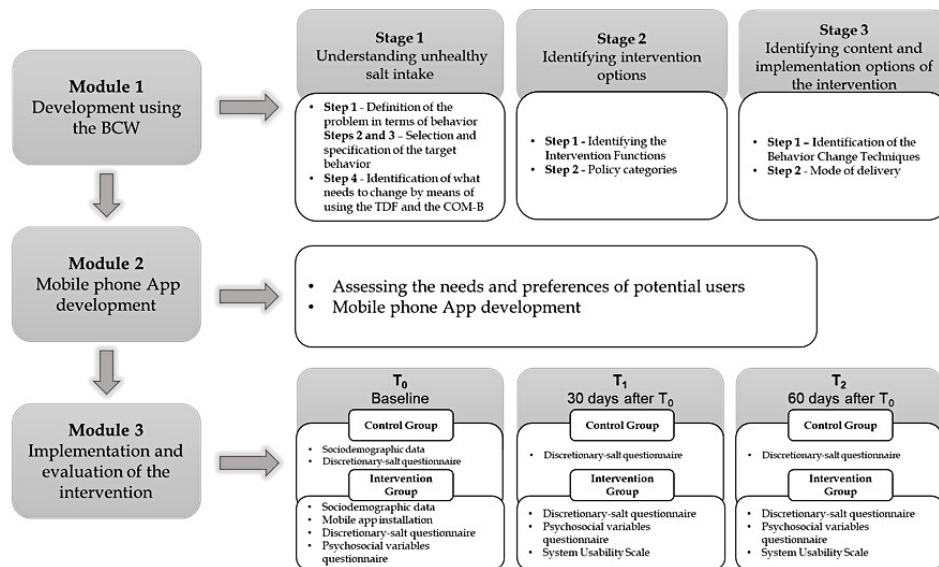 Module 1
Development using
the BCW
Stage 1
Understanding unhealthy
salt intake
• Step 1 - Definition of the
problem in terms of behavior
Steps 2 and 3 – Selection and
specification of the target
behavior
• Step 4 - Identification of what
needs to change by means of
using the TDF and the COM-B
Stage 2
Identifying intervention
options
• Step 1 - Identifying the
Intervention Functions
• Step 2 - Policy categories
Stage 3
Identifying content and
implementation options of
the intervention
• Step 1 – Identification of the
Behavior Change Techniques
• Step 2 - Mode of delivery
Module 2
Mobile phone App
development
• Assessing the needs and preferences of potential users
• Mobile phone App development
Module 3
Implementation and
evaluation of the
intervention
T0
Baseline
Control Group
• Sociodemographic data
• Discretionary-salt questionnaire
Intervention
Group
• Sociodemographic data
• Mobile app installation
• Discretionary-salt questionnaire
• Psychosocial variables
questionnaire
T1
30 days after T0
Control Group
• Discretionary-salt questionnaire
Intervention
Group
• Discretionary-salt questionnaire
• Psychosocial variables
questionnaire
• System Usability Scale
T2
60 days after T0
Control Group
• Discretionary-salt questionnaire
Intervention
Group
• Discretionary-salt questionnaire
• Psychosocial variables
questionnaire
• System Usability Scale